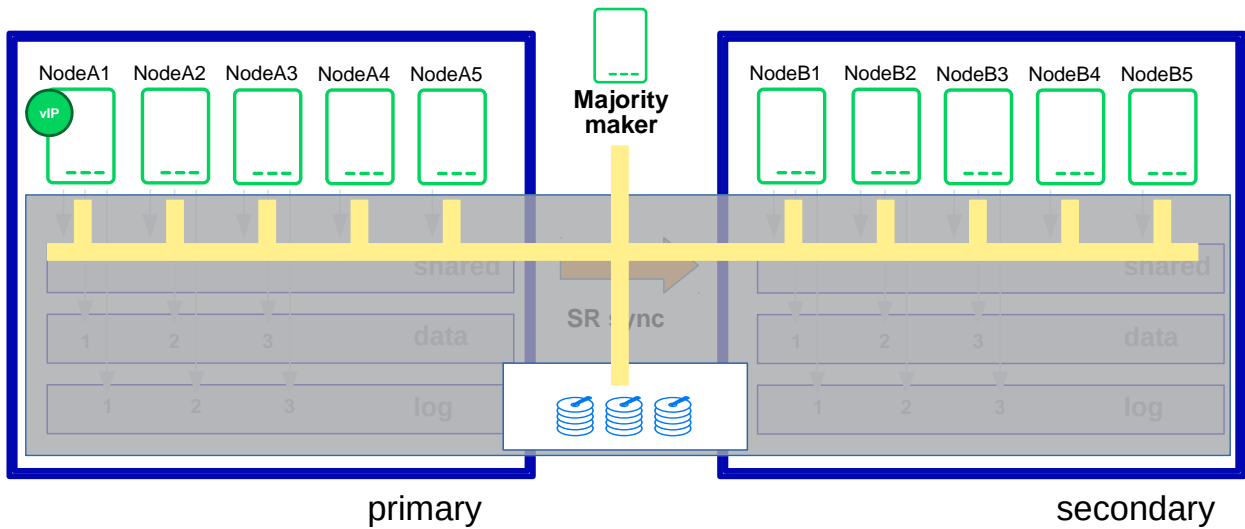 NodeA1 NodeA2 NodeA3 NodeA4 NodeA5
vIP
Majority
maker
NodeB1 NodeB2 NodeB3 NodeB4 NodeB5
shared
shared
SR sync
1 2 3 data
1 2 3 data
1 2 3 log
1 2 3 log
primary
secondary